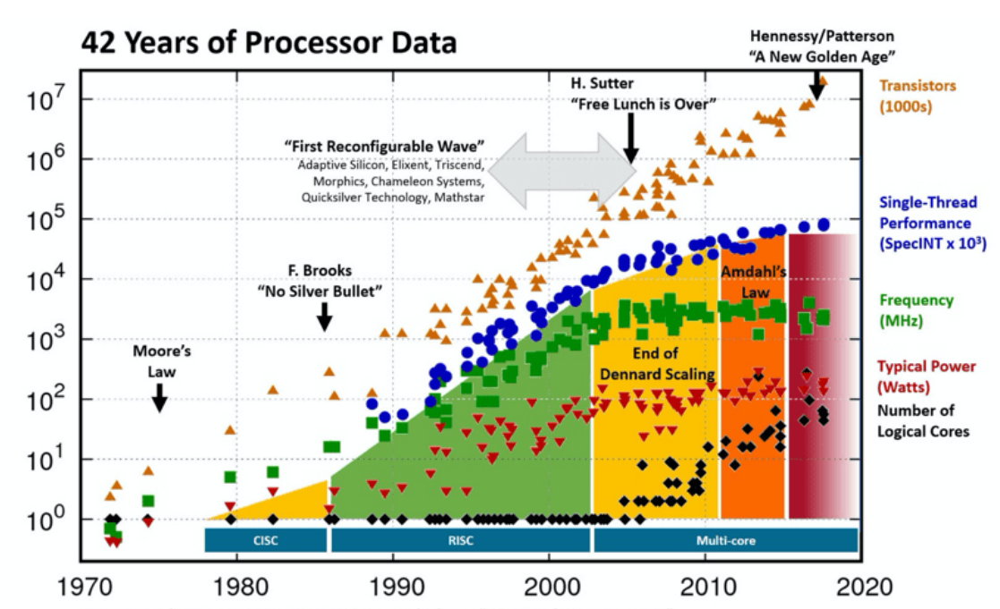 42 Years of Processor Data
Hennessy/Patterson
“A New Golden Age”
H. Sutter
“Free Lunch is Over”
Transistors
(1000s)
“First Reconfigurable Wave”
Adaptive Silicon, Elixent, Triscend,
Morphics, Chameleon Systems,
Quicksilver Technology, Mathstar
Single-Thread
Performance
(SpecINT x 10³)
F. Brooks
“No Silver Bullet”
Amdahl’s
Law
Frequency
(MHz)
Moore’s
Law
End of
Dennard Scaling
Typical Power
(Watts)
Number of
Logical Cores
10⁷
10⁶
10⁵
10⁴
10³
10²
10¹
10⁰
CISC
RISC
Multi-core
1970
1980
1990
2000
2010
2020